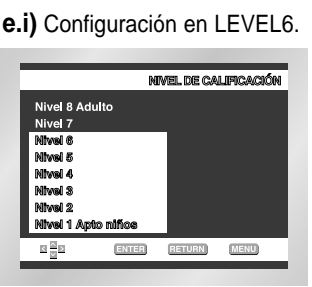 e.i) Configuración en LEVEL6.
NIVEL DE CALIFICACIÓN
Nivel 8 Adulto
Nivel 7
Nivel 6
Nivel 5
Nivel 4
Nivel 3
Nivel 2
Nivel 1 Apto niños
ENTER RETURN MENU